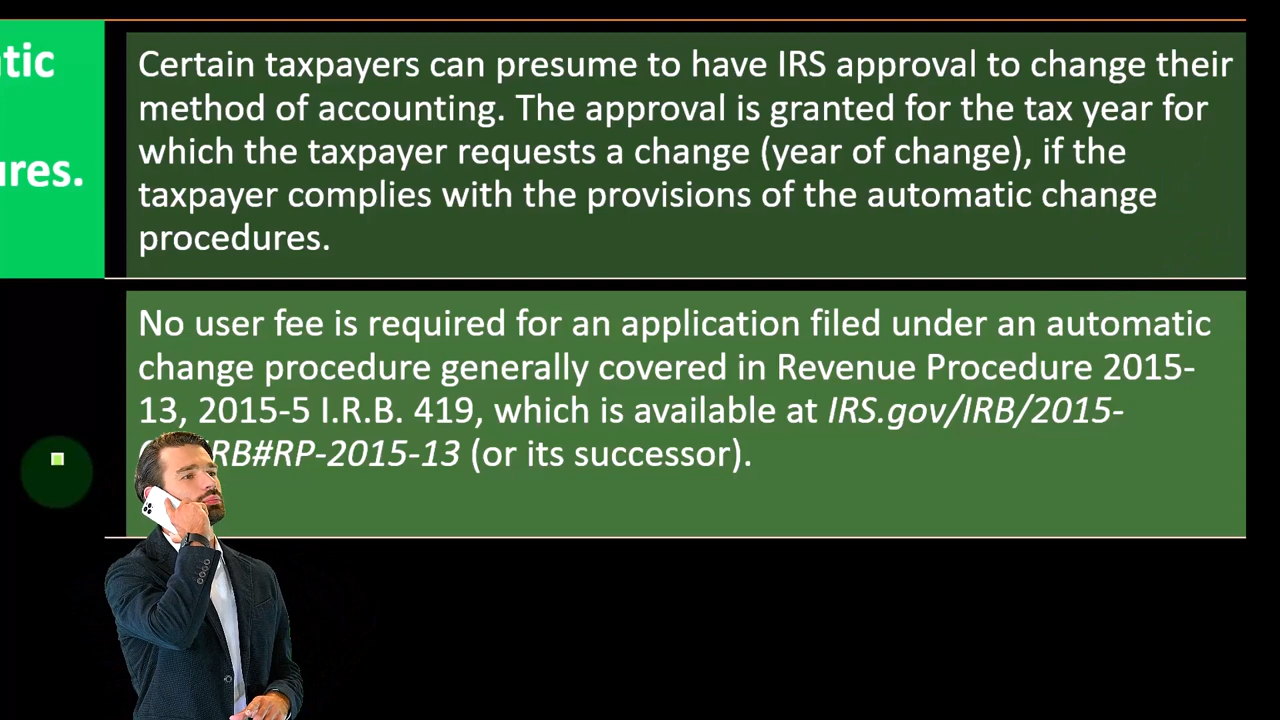 tic
ures.
Certain taxpayers can presume to have IRS approval to change their
method of accounting. The approval is granted for the tax year for
which the taxpayer requests a change (year of change), if the
taxpayer complies with the provisions of the automatic change
procedures.
No user fee is required for an application filed under an automatic
change procedure generally covered in Revenue Procedure 2015-
13, 2015-5 I.R.B. 419, which is available at IRS.gov/IRB/2015-
RB#RP-2015-13 (or its successor).